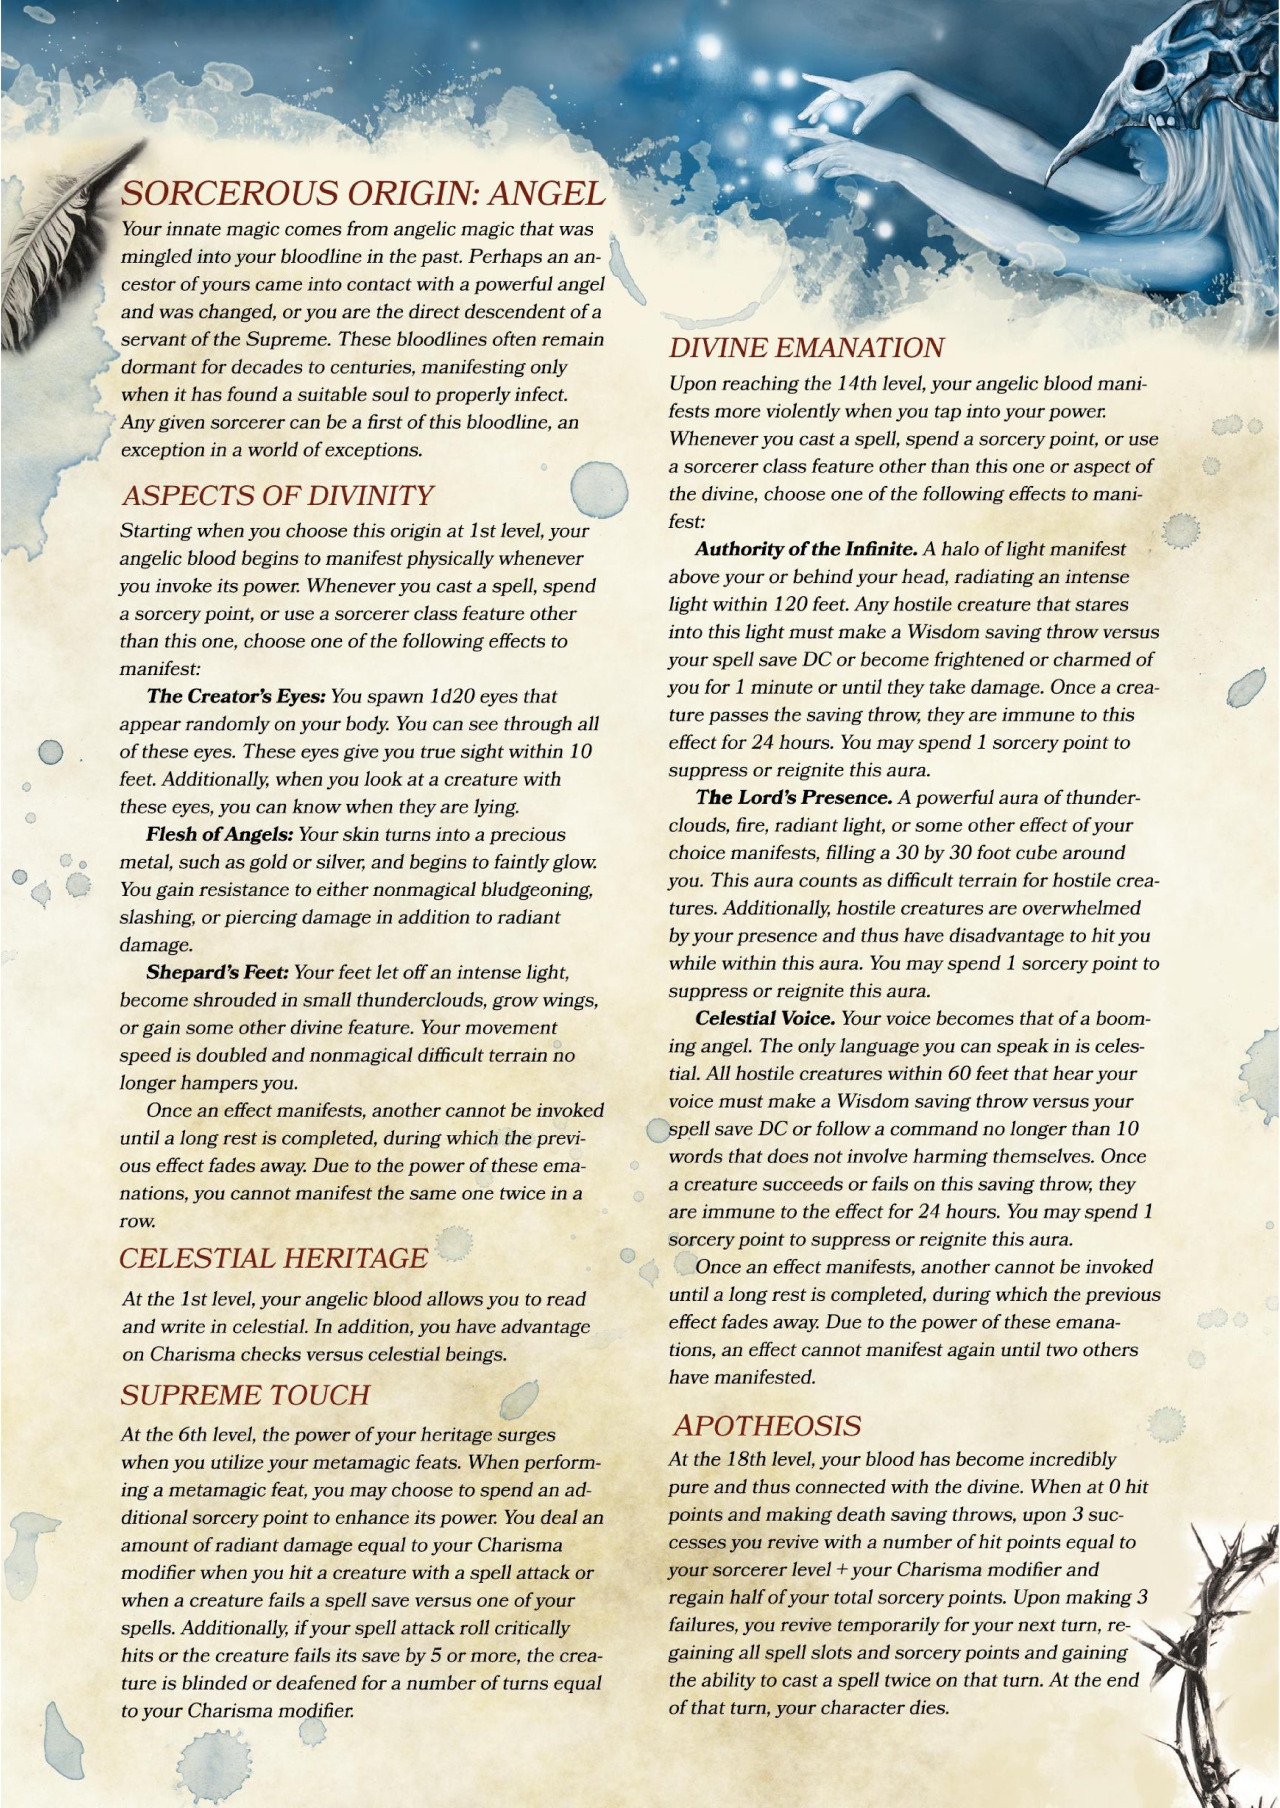 SORCEROUS ORIGIN: ANGEL
Your innate magic comes from angelic magic that was
mingled into your bloodline in the past. Perhaps an an-
cestor of yours came into contact with a powerful angel
and was changed, or you are the direct descendent of a
servant of the Supreme. These bloodlines often remain
dormant for decades to centuries, manifesting only
when it has found a suitable soul to properly infect.
Any given sorcerer can be a first of this bloodline, an
exception in a world of exceptions.
ASPECTS OF DIVINITY
Starting when you choose this origin at 1st level, your
angelic blood begins to manifest physically whenever
you invoke its power. Whenever you cast a spell, spend
a sorcery point, or use a sorcerer class feature other
than this one, choose one of the following effects to
manifest:
The Creator's Eyes: You spawn 1d20 eyes that
appear randomly on your body. You can see through all
of these eyes. These eyes give you true sight within 10
feet. Additionally, when you look at a creature with
these eyes, you can know when they are lying.
Flesh of Angels: Your skin turns into a precious
metal, such as gold or silver, and begins to faintly glow.
You gain resistance to either nonmagical bludgeoning,
slashing, or piercing damage in addition to radiant
damage.
Shepard's Feet: Your feet let off an intense light,
become shrouded in small thunderclouds, grow wings,
or gain some other divine feature. Your movement
speed is doubled and nonmagical difficult terrain no
longer hampers you.
Once an effect manifests, another cannot be invoked
until a long rest is completed, during which the previ-
ous effect fades away. Due to the power of these ema-
nations, you cannot manifest the same one twice in a
row.
CELESTIAL HERITAGE
At the 1st level, your angelic blood allows you to read
and write in celestial. In addition, you have advantage
on Charisma checks versus celestial beings.
SUPREME TOUCH
At the 6th level, the power of your heritage surges
when you utilize your metamagic feats. When perform-
ing a metamagic feat, you may choose to spend an ad-
ditional sorcery point to enhance its power. You deal an
amount of radiant damage equal to your Charisma
modifier when you hit a creature with a spell attack or
when a creature fails a spell save versus one of your
spells. Additionally, if your spell attack roll critically
hits or the creature fails its save by 5 or more, the crea-
ture is blinded or deafened for a number of turns equal
to your Charisma modifier.
DIVINE EMANATION
Upon reaching the 14th level, your angelic blood mani-
fests more violently when you tap into your power.
Whenever you cast a spell, spend a sorcery point, or use
a sorcerer class feature other than this one or aspect of
the divine, choose one of the following effects to mani-
fest:
Authority of the Infinite. A halo of light manifest
above your or behind your head, radiating an intense
light within 120 feet. Any hostile creature that stares
into this light must make a Wisdom saving throw versus
your spell save DC or become frightened or charmed of
you for 1 minute or until they take damage. Once a crea-
ture passes the saving throw, they are immune to this
effect for 24 hours. You may spend 1 sorcery point to
suppress or reignite this aura.
The Lord's Presence. A powerful aura of thunder-
clouds, fire, radiant light, or some other effect of your
choice manifests, filling a 30 by 30 foot cube around
you. This aura counts as difficult terrain for hostile crea-
tures. Additionally, hostile creatures are overwhelmed
by your presence and thus have disadvantage to hit you
while within this aura. You may spend 1 sorcery point to
suppress or reignite this aura.
Celestial Voice. Your voice becomes that of a boom-
ing angel. The only language you can speak in is celes-
tial. All hostile creatures within 60 feet that hear your
voice must make a Wisdom saving throw versus your
spell save DC or follow a command no longer than 10
words that does not involve harming themselves. Once
a creature succeeds or fails on this saving throw, they
are immune to the effect for 24 hours. You may spend 1
sorcery point to suppress or reignite this aura.
Once an effect manifests, another cannot be invoked
until a long rest is completed, during which the previous
effect fades away. Due to the power of these emana-
tions, an effect cannot manifest again until two others
have manifested.
APOTHEOSIS
At the 18th level, your blood has become incredibly
pure and thus connected with the divine. When at 0 hit
points and making death saving throws, upon 3 suc-
cesses you revive with a number of hit points equal to
your sorcerer level + your Charisma modifier and
regain half of your total sorcery points. Upon making 3
failures, you revive temporarily for your next turn, re-
gaining all spell slots and sorcery points and gaining
the ability to cast a spell twice on that turn. At the end
of that turn, your character dies.